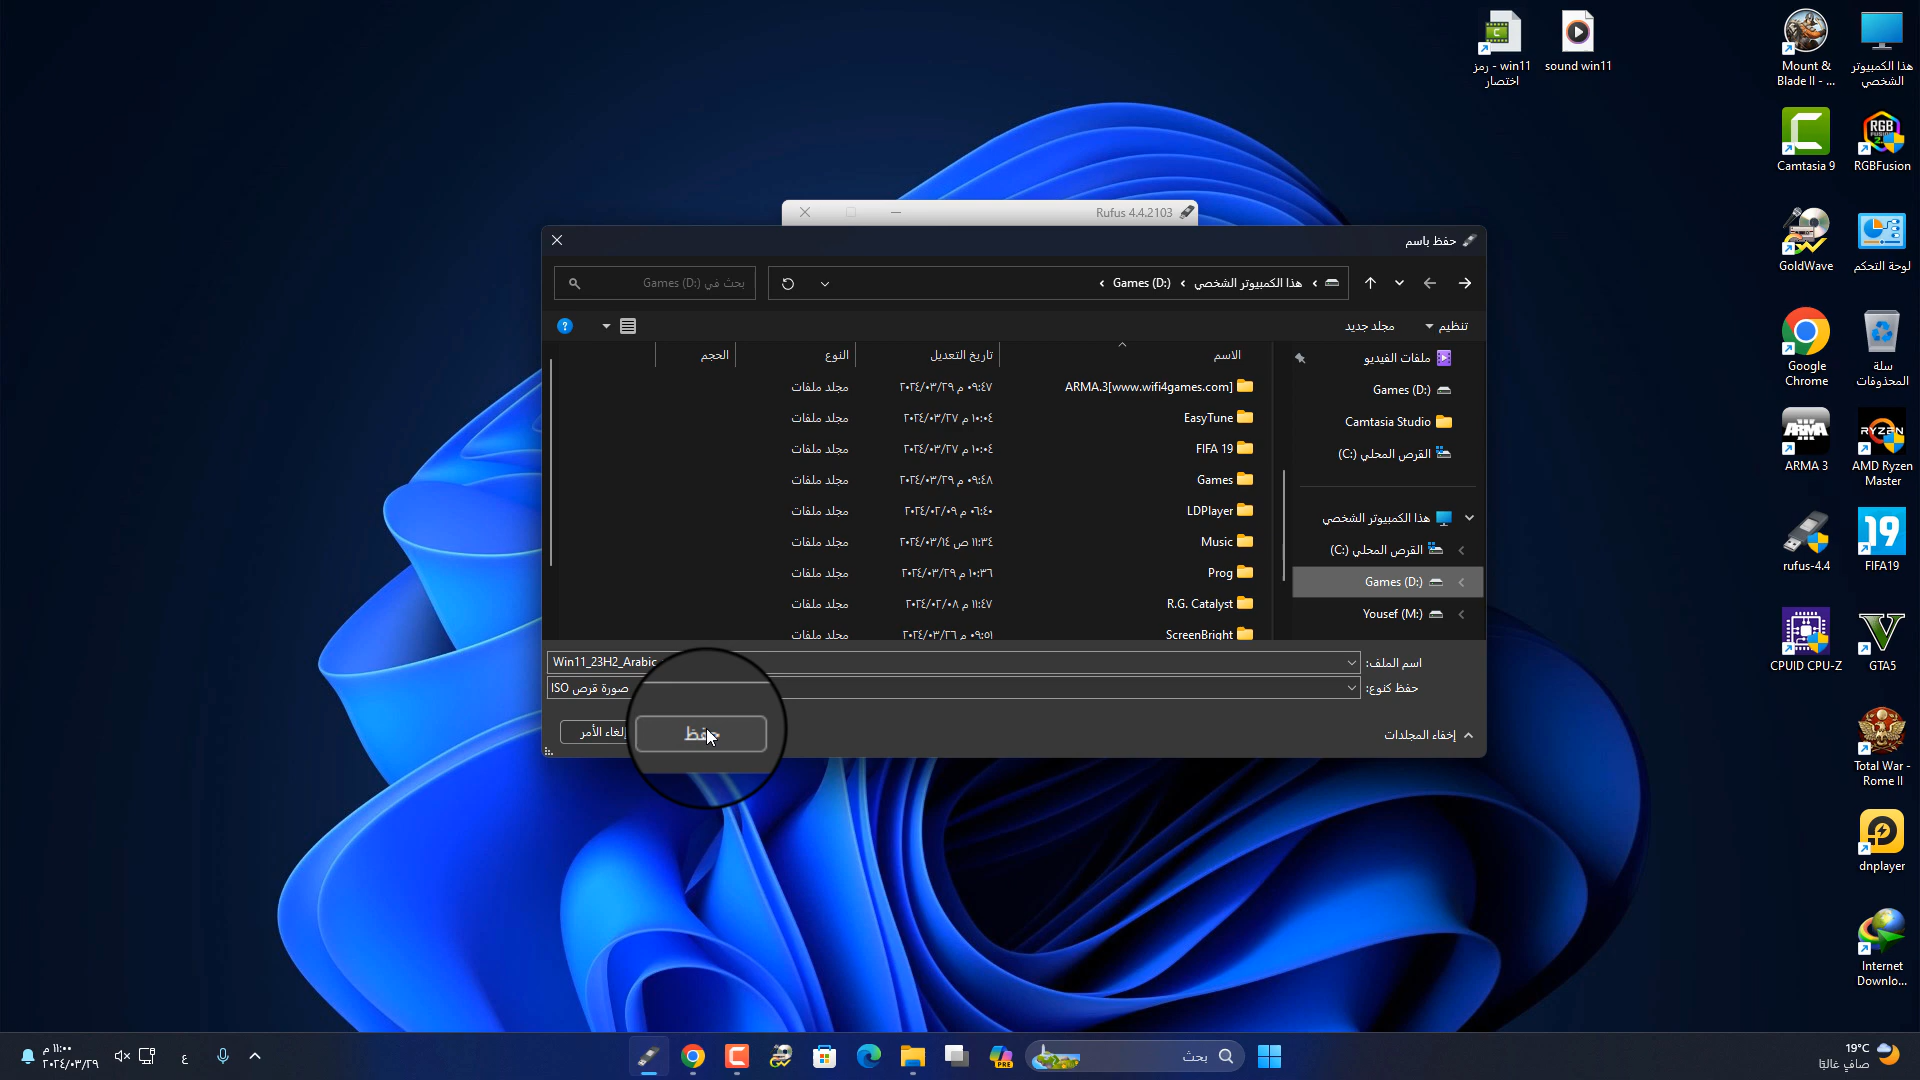 win11 - رمز
اختصار
sound win11
Mount &
Blade II - ...
هذا الكمبيوتر
الشخصي
Camtasia 9
RGBFusion
GoldWave
لوحة التحكم
Google
Chrome
سلة
المحذوفات
ARMA 3
AMD Ryzen
Master
rufus-4.4
FIFA19
CPUID CPU-Z
GTA5
Total War -
Rome II
dnplayer
Internet
Downlo...
Rufus 4.4.2103
حفظ باسم
هذا الكمبيوتر الشخصي
Games (D:)
بحث في Games (D:)
تنظيم
مجلد جديد
الاسم
تاريخ التعديل
النوع
الحجم
ARMA.3[www.wifi4games.com]
٠٩:٤٧ م ٢٠٢٤/٠٣/٢٩
مجلد ملفات
EasyTune
١٠:٠٤ م ٢٠٢٤/٠٣/٢٧
مجلد ملفات
FIFA 19
١٠:٠٤ م ٢٠٢٤/٠٣/٢٧
مجلد ملفات
Games
٠٩:٤٨ م ٢٠٢٤/٠٣/٢٩
مجلد ملفات
LDPlayer
٠٦:٤٠ م ٢٠٢٤/٠٢/٠٩
مجلد ملفات
Music
١١:٣٤ ص ٢٠٢٤/٠٣/١٤
مجلد ملفات
Prog
١٠:٣٦ م ٢٠٢٤/٠٣/٢٩
مجلد ملفات
R.G. Catalyst
١١:٤٧ م ٢٠٢٤/٠٢/٠٨
مجلد ملفات
ScreenBright
٠٩:٥١ م ٢٠٢٤/٠٣/٢٦
مجلد ملفات
ملفات الفيديو
Games (D:)
Camtasia Studio
القرص المحلي (C:)
هذا الكمبيوتر الشخصي
القرص المحلي (C:)
Games (D:)
Yousef (M:)
اسم الملف:
Win11_23H2_Arabic
حفظ كنوع:
صورة قرص ISO
إخفاء المجلدات
حفظ
إلغاء الأمر
بحث
19°C
صافٍ غالبًا
ع
١١:٠٠ م
٢٠٢٤/٠٣/٢٩
PRE